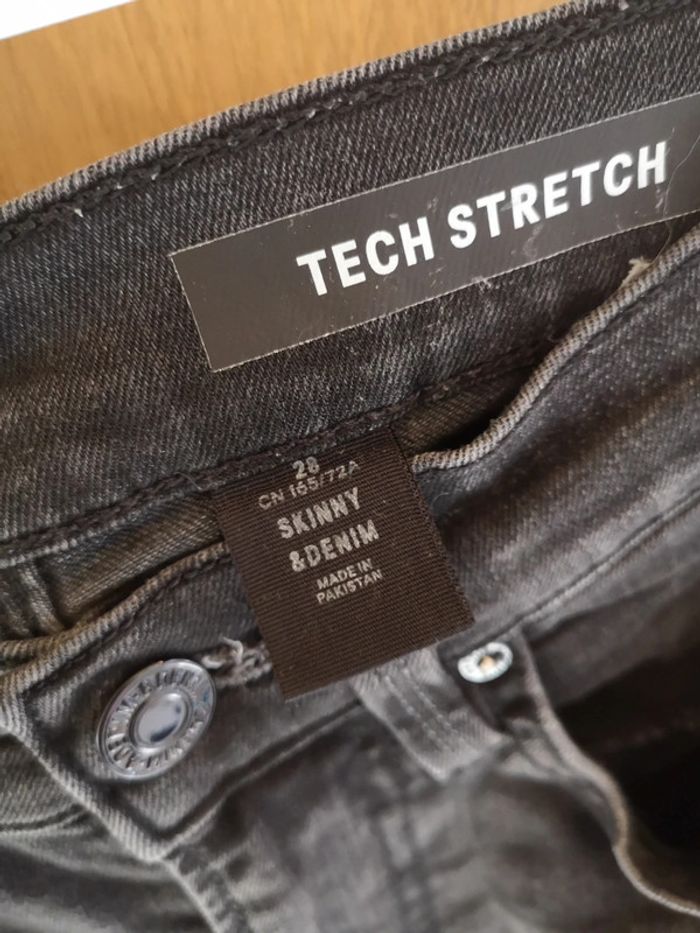 TECH STRETCH
28
CN 165/72A
SKINNY
&DENIM
MADE IN
PAKISTAN